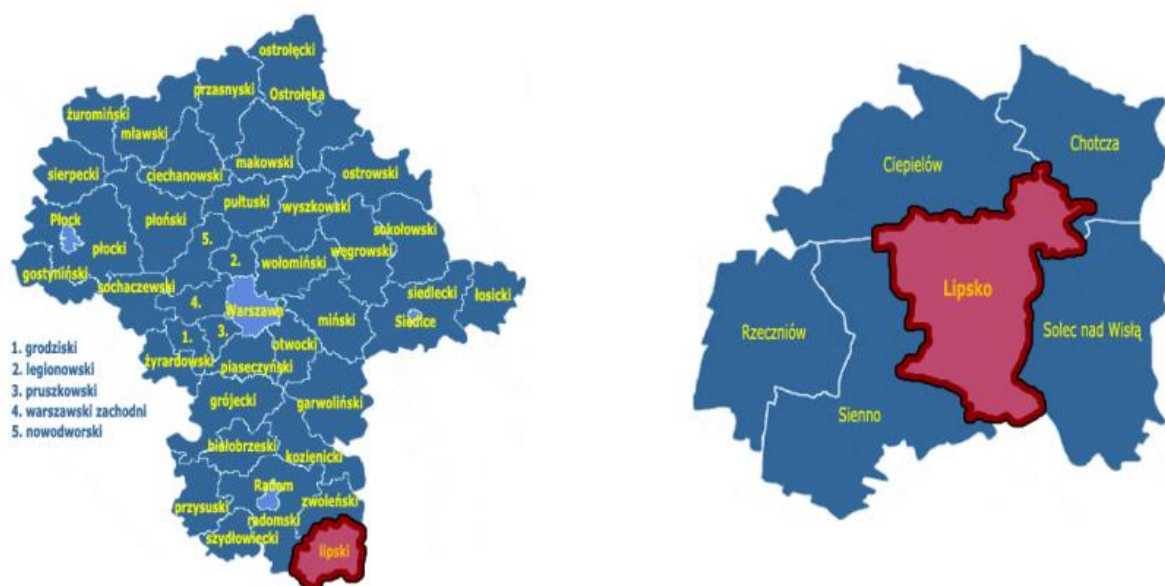 ostrołęcki
przasnyski
Ostrołęka
żuromiński
mławski
makowski
sierpecki
ciechanowski
ostrowski
pułtuski
wyszkowski
Płock
płoński
sokołowski
5.
płocki
węgrowski
2.
wołomiński
gostyniński
sochaczewski
siedlecki
łosicki
4.
Warszawa
miński
Siedlce
1.
3.
otwocki
żyrardowski
piaseczyński
1. grodziski
2. legionowski
3. pruszkowski
4. warszawski zachodni
5. nowodworski
grójecki
garwoliński
białobrzeski
kozienicki
Radom
przysuski
zwoleński
radomski
szydłowiecki
lipski
Chotcza
Ciepielów
Lipsko
Rzeczniów
Solec nad Wisłą
Sienno